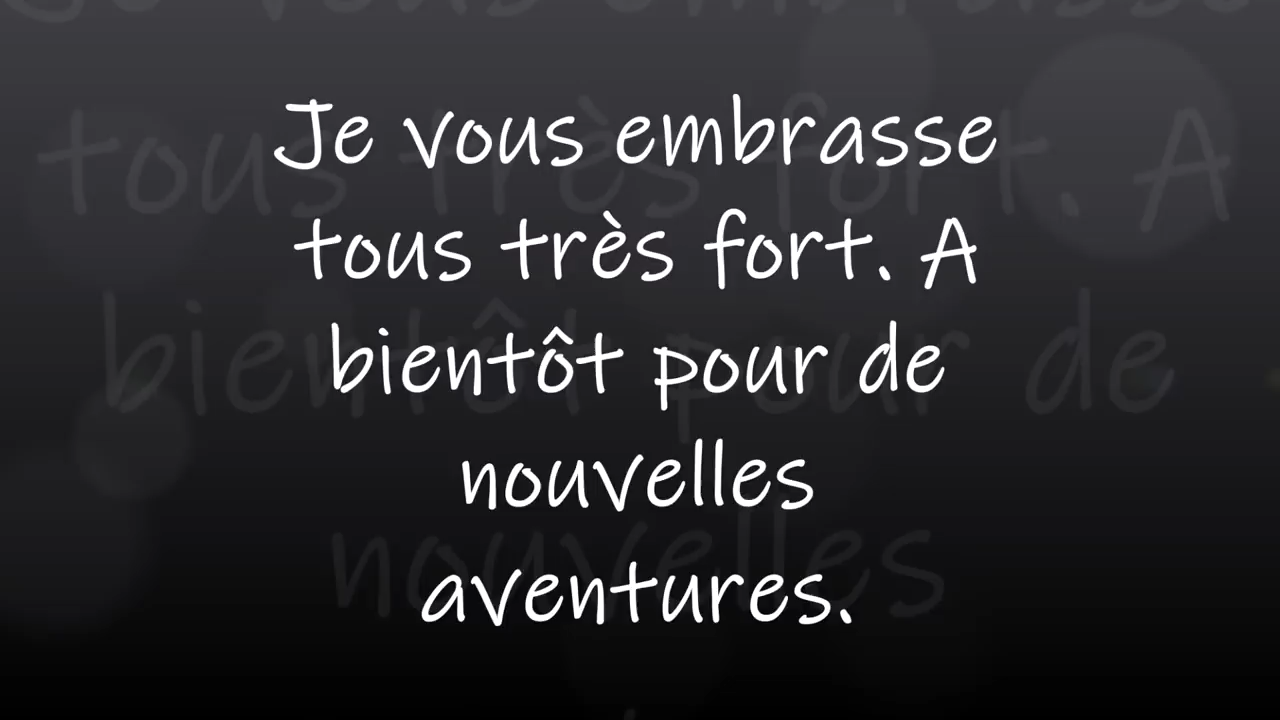 Je vous embrasse
tous très fort. A
bientôt pour de
nouvelles
aventures.